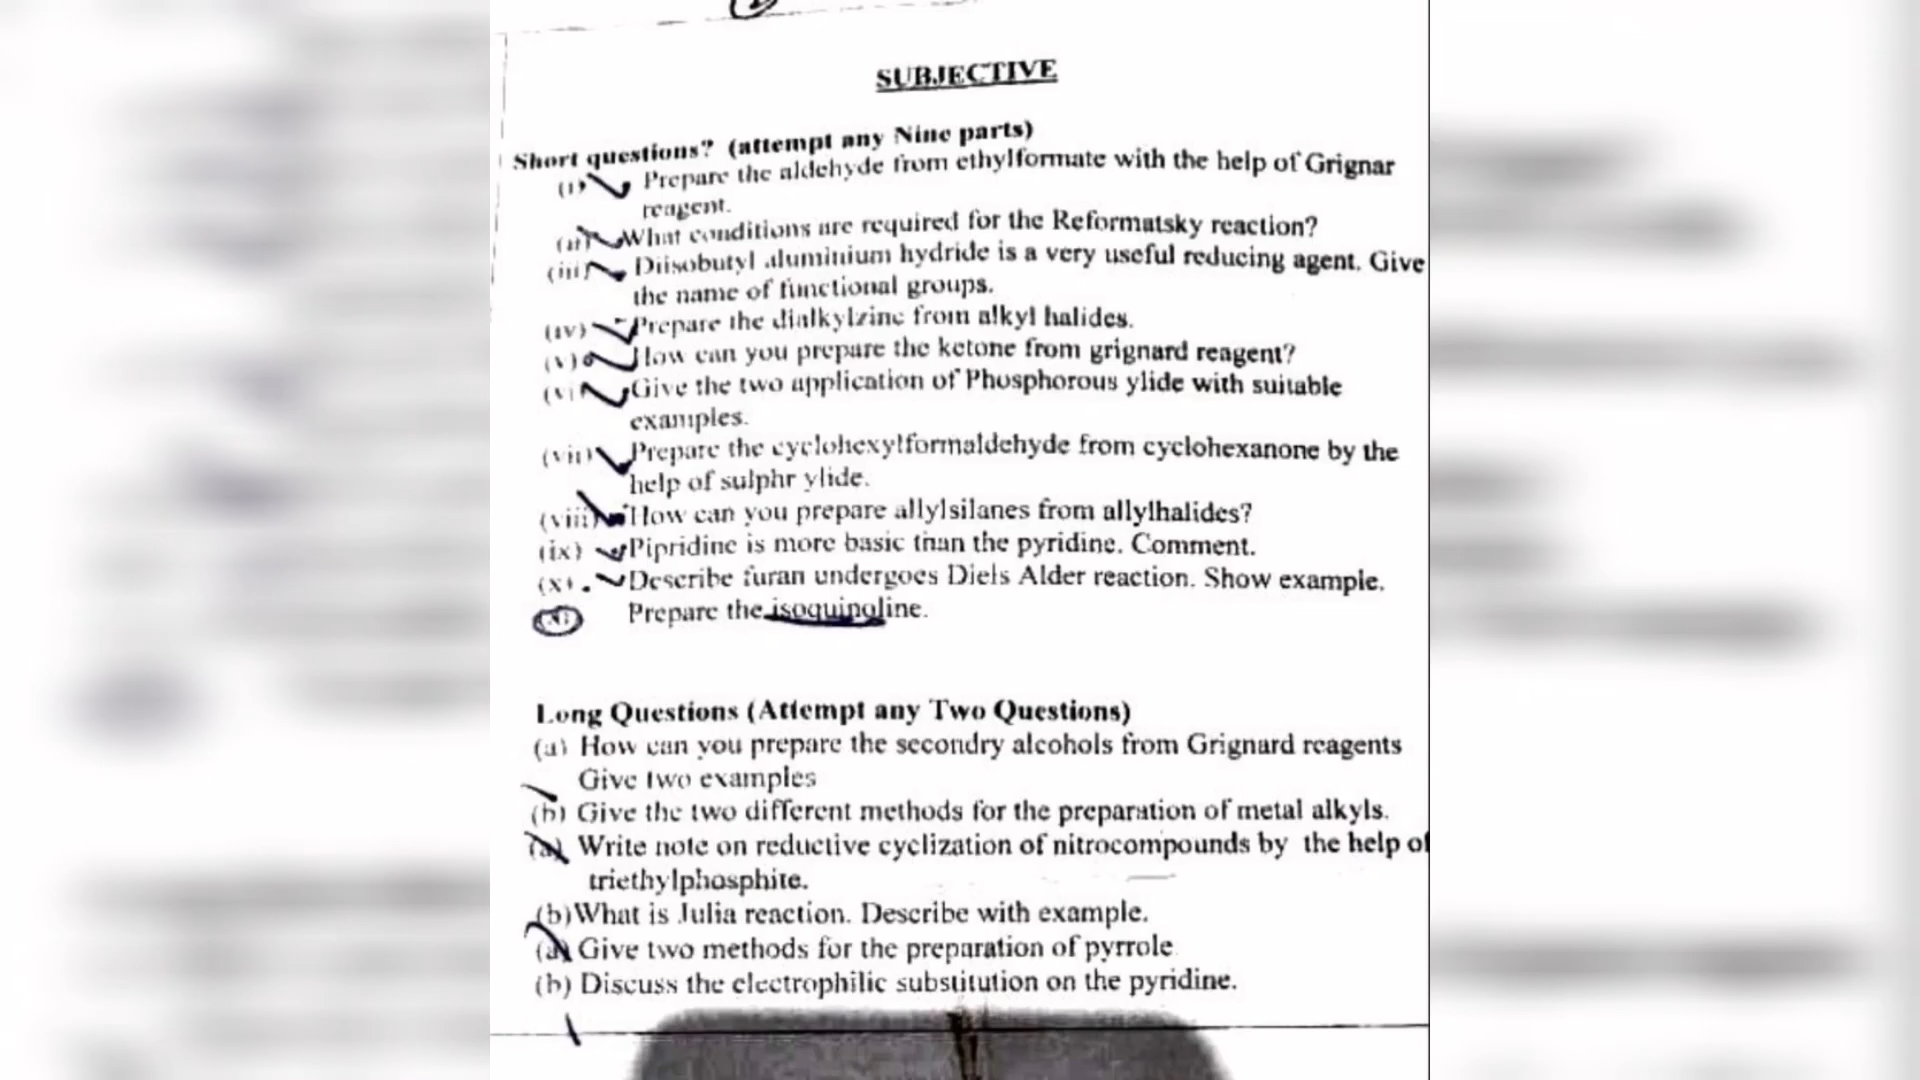 SUBJECTIVE
Short questions? (attempt any Nine parts)
(i) Prepare the aldehyde from ethylformate with the help of Grignar
reagent.
(ii) What conditions are required for the Reformatsky reaction?
(iii) Diisobutyl aluminium hydride is a very useful reducing agent. Give
the name of functional groups.
(iv) Prepare the dialkylzinc from alkyl halides.
(v) How can you prepare the ketone from grignard reagent?
(vi) Give the two application of Phosphorous ylide with suitable
examples.
(vii) Prepare the cyclohexylformaldehyde from cyclohexanone by the
help of sulphr ylide.
(viii) How can you prepare allylsilanes from allylhalides?
(ix) Pipridine is more basic than the pyridine. Comment.
(x) Describe furan undergoes Diels Alder reaction. Show example.
(xi) Prepare the isoquinoline.
Long Questions (Attempt any Two Questions)
(a) How can you prepare the secondry alcohols from Grignard reagents
Give two examples
(b) Give the two different methods for the preparation of metal alkyls.
(a) Write note on reductive cyclization of nitrocompounds by the help of
triethylphosphite.
(b) What is Julia reaction. Describe with example.
(a) Give two methods for the preparation of pyrrole
(b) Discuss the electrophilic substitution on the pyridine.